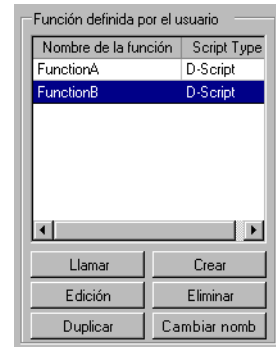 Función definida por el usuario
Nombre de la función Script Type
FunctionA D-Script
FunctionB D-Script
Llamar Crear
Edición Eliminar
Duplicar Cambiar nomb